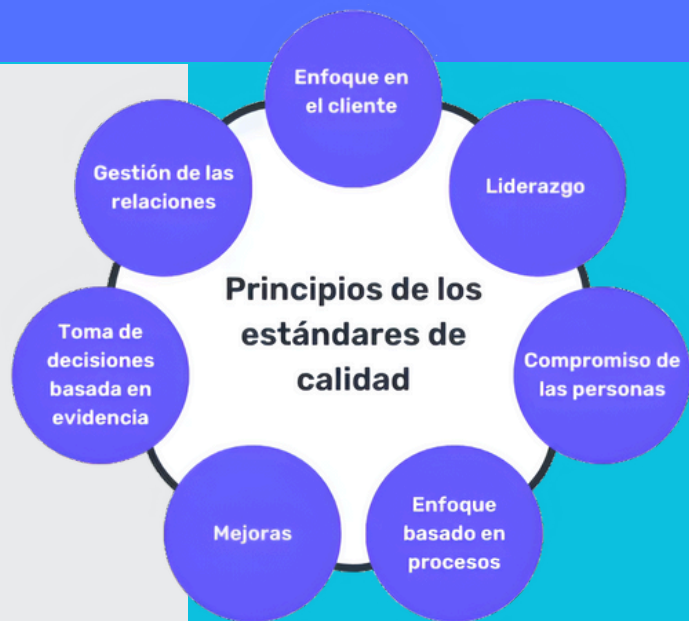 Enfoque en
el cliente
Liderazgo
Compromiso de
las personas
Enfoque
basado en
procesos
Mejoras
Toma de
decisiones
basada en
evidencia
Gestión de las
relaciones
Principios de los
estándares de
calidad